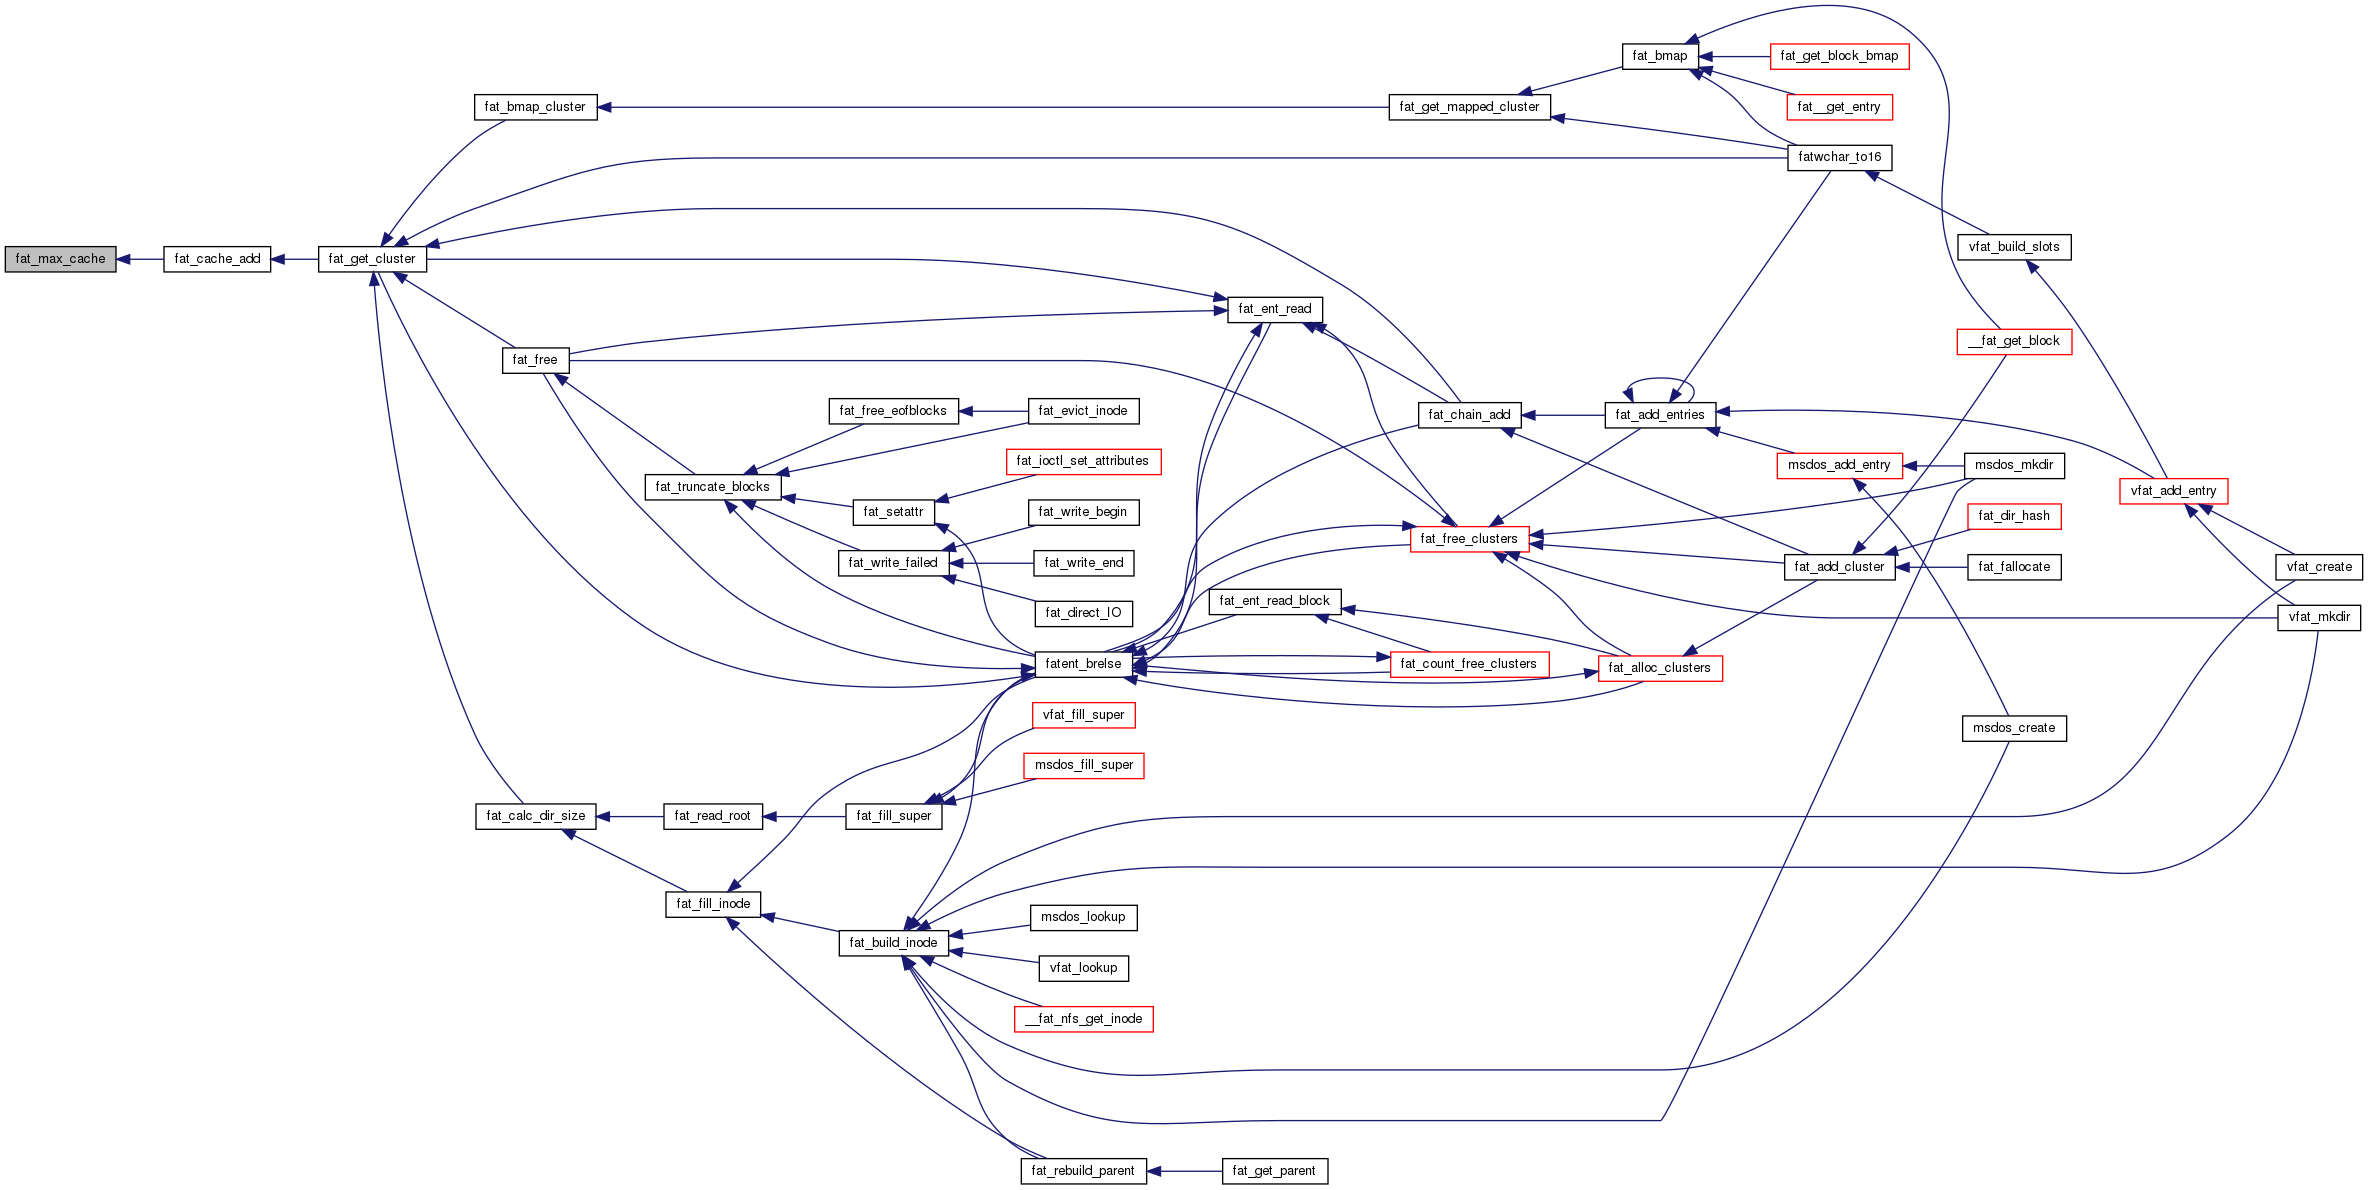 fat_bmap
fat_get_block_bmap
fat_bmap_cluster
fat_get_mapped_cluster
fat__get_entry
fatwchar_to16
vfat_build_slots
fat_max_cache
fat_cache_add
fat_get_cluster
fat_ent_read
__fat_get_block
fat_free
fat_free_eofblocks
fat_evict_inode
fat_chain_add
fat_add_entries
fat_ioctl_set_attributes
msdos_add_entry
msdos_mkdir
fat_truncate_blocks
vfat_add_entry
fat_setattr
fat_write_begin
fat_dir_hash
fat_free_clusters
fat_write_failed
fat_write_end
fat_add_cluster
fat_fallocate
vfat_create
fat_direct_IO
fat_ent_read_block
vfat_mkdir
fatent_brelse
fat_count_free_clusters
fat_alloc_clusters
vfat_fill_super
msdos_create
msdos_fill_super
fat_calc_dir_size
fat_read_root
fat_fill_super
fat_fill_inode
msdos_lookup
fat_build_inode
vfat_lookup
__fat_nfs_get_inode
fat_rebuild_parent
fat_get_parent